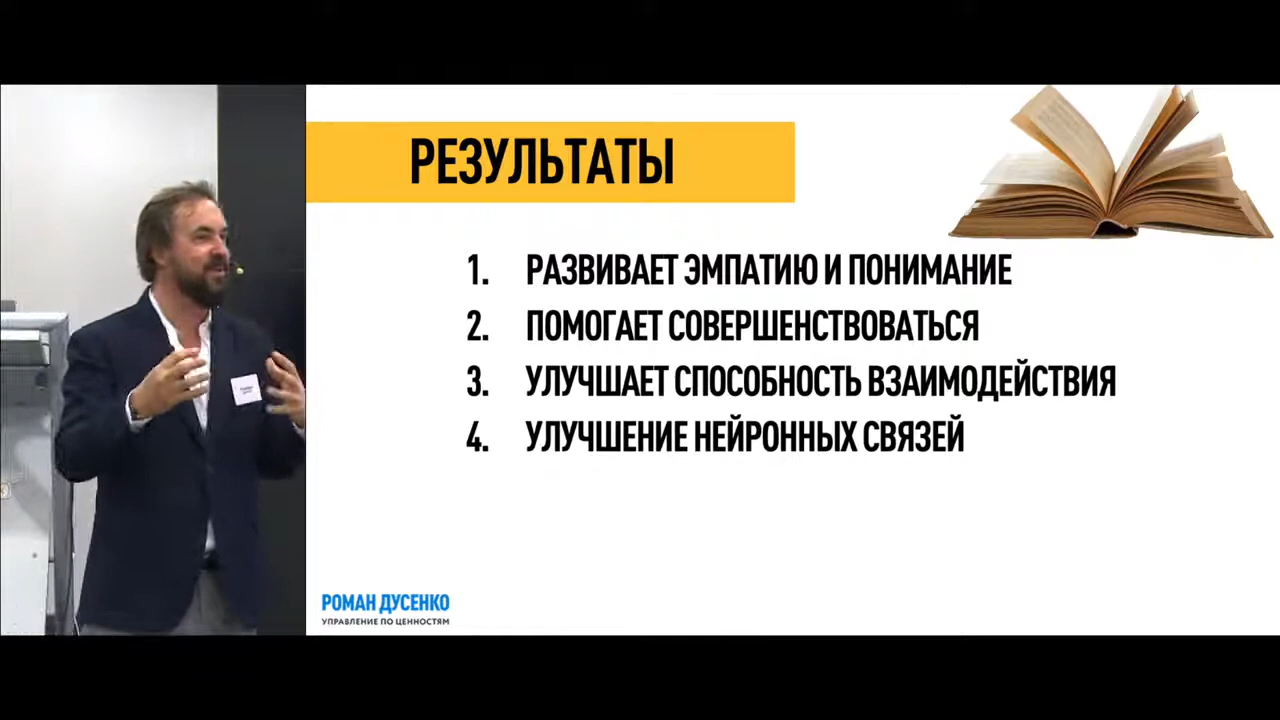 РЕЗУЛЬТАТЫ
1. РАЗВИВАЕТ ЭМПАТИЮ И ПОНИМАНИЕ
2. ПОМОГАЕТ СОВЕРШЕНСТВОВАТЬСЯ
3. УЛУЧШАЕТ СПОСОБНОСТЬ ВЗАИМОДЕЙСТВИЯ
4. УЛУЧШЕНИЕ НЕЙРОННЫХ СВЯЗЕЙ
РОМАН ДУСЕНКО
УПРАВЛЕНИЕ ПО ЦЕННОСТЯМ